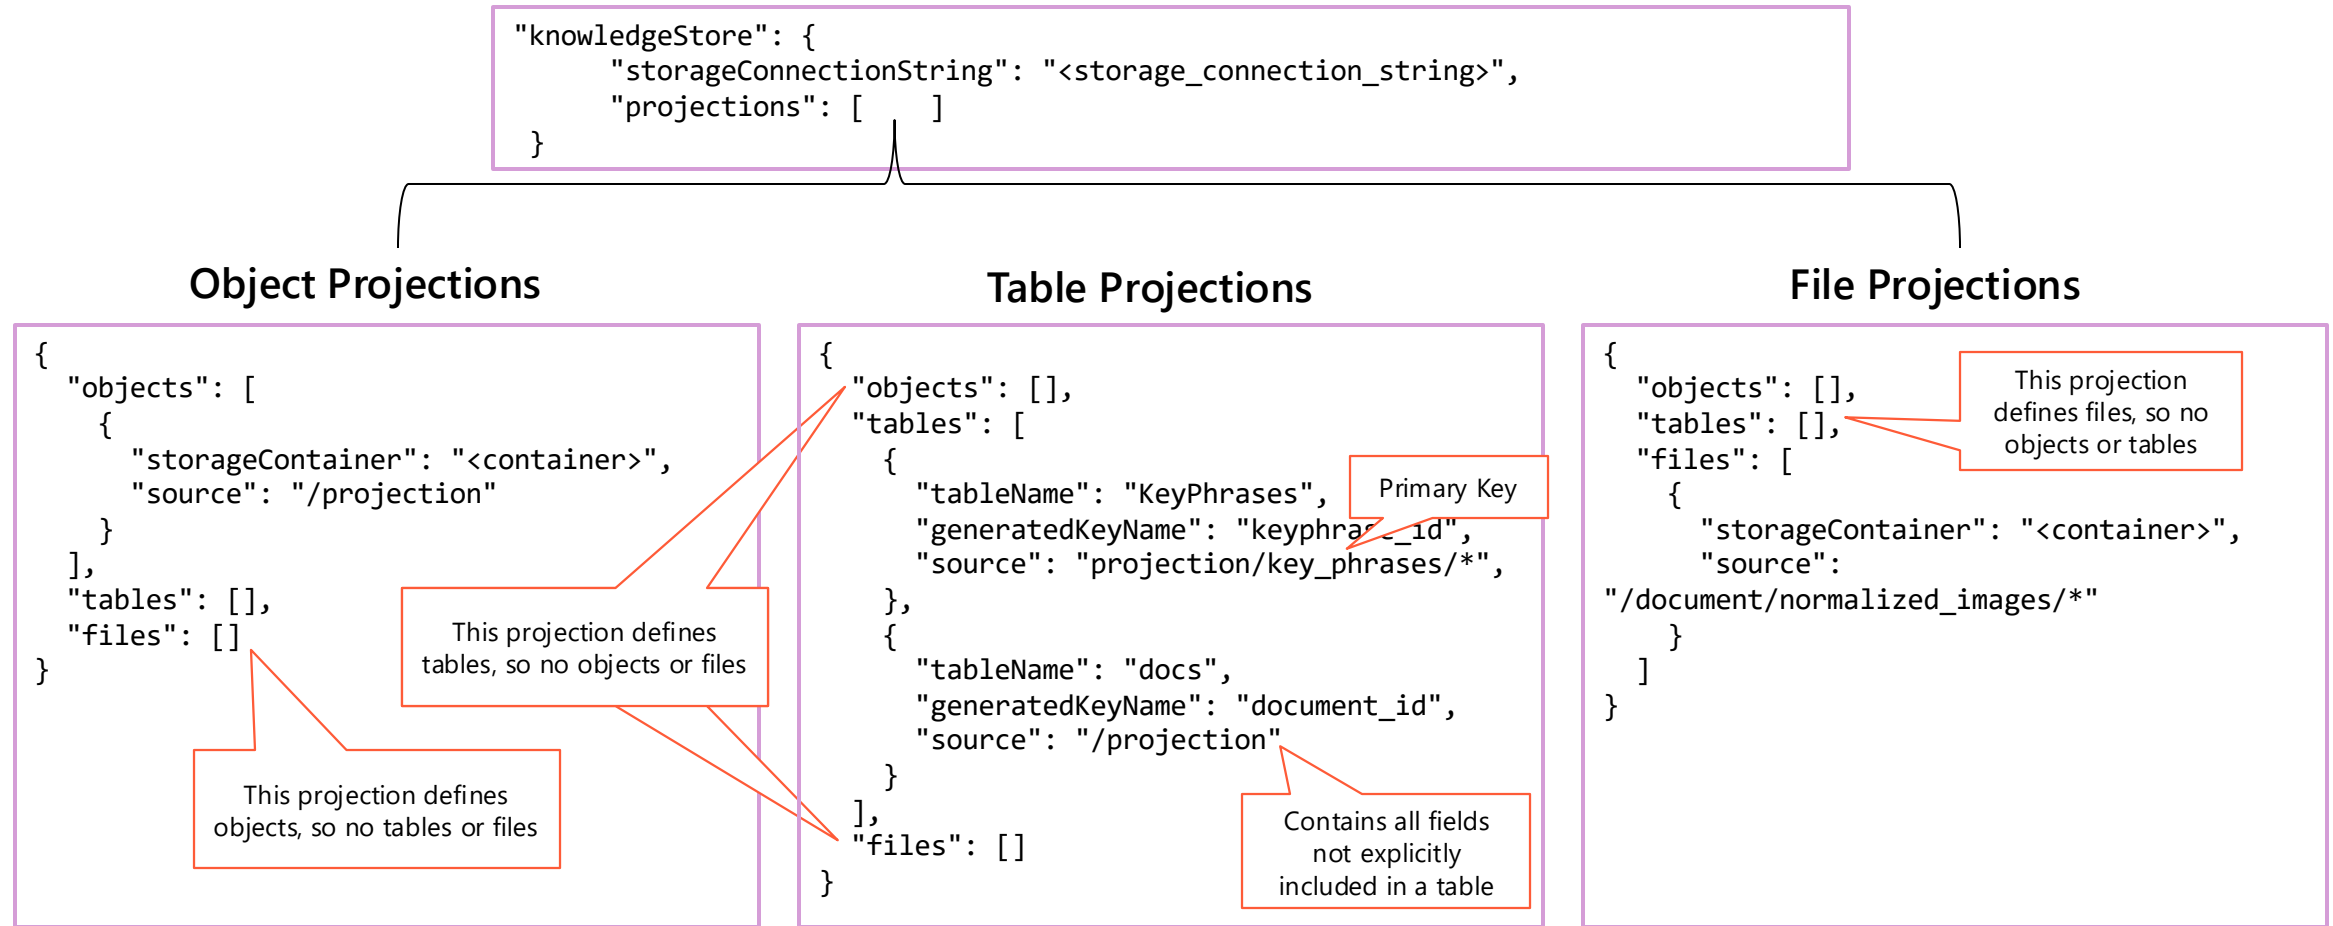 "knowledgeStore": {
"storageConnectionString": "<storage_connection_string>",
"projections": [    ]
}
Object Projections
{
"objects": [
{
"storageContainer": "<container>",
"source": "/projection"
}
],
"tables": [],
"files": []
}
This projection defines
objects, so no tables or files
This projection defines
tables, so no objects or files
Table Projections
{
"objects": [],
"tables": [
{
"tableName": "KeyPhrases",
"generatedKeyName": "keyphrase_id",
"source": "projection/key_phrases/*",
},
{
"tableName": "docs",
"generatedKeyName": "document_id",
"source": "/projection"
}
],
"files": []
}
Primary Key
Contains all fields
not explicitly
included in a table
File Projections
{
"objects": [],
"tables": [],
"files": [
{
"storageContainer": "<container>",
"source":
"/document/normalized_images/*"
}
]
}
This projection
defines files, so no
objects or tables